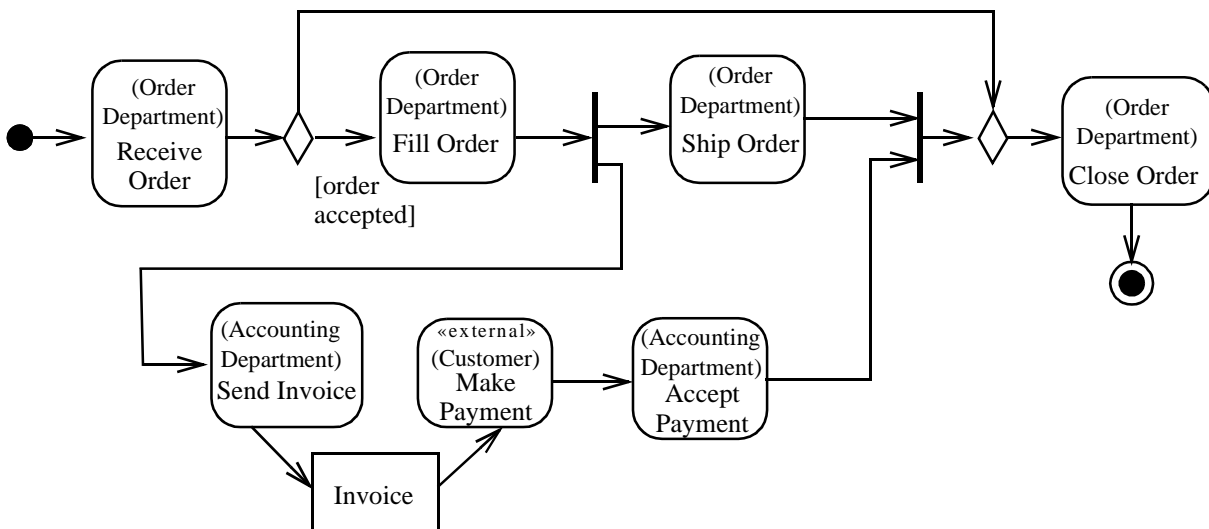 (Order
Department)
Receive
Order
[order
accepted]
(Order
Department)
Fill Order
(Order
Department)
Ship Order
(Order
Department)
Close Order
(Accounting
Department)
Send Invoice
Invoice
«external»
(Customer)
Make
Payment
(Accounting
Department)
Accept
Payment